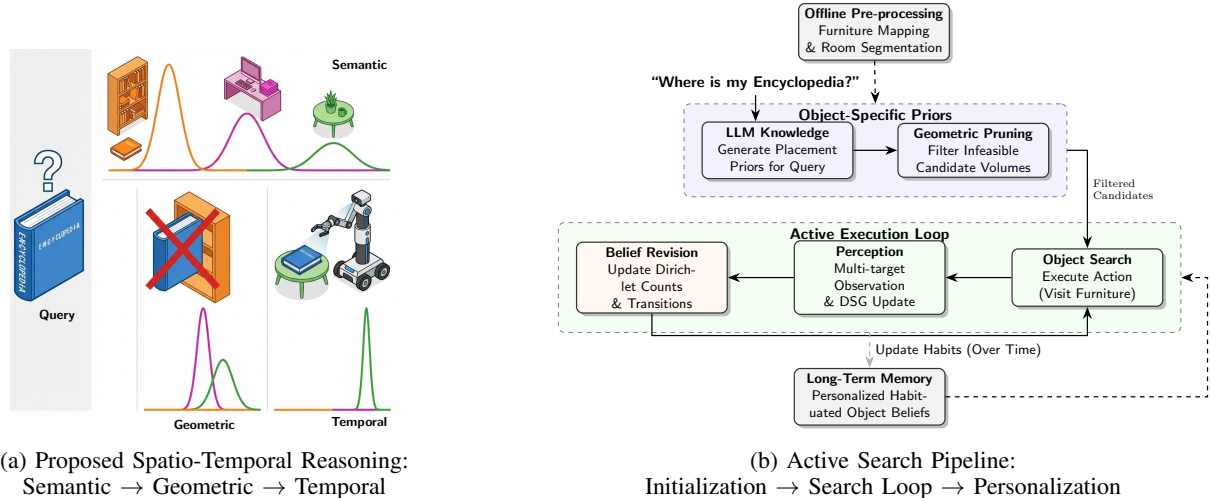 Semantic
ENCYCLOPEDIA
ENCYCLOPEDIA
Query
Geometric
Temporal
(a) Proposed Spatio-Temporal Reasoning:
Semantic → Geometric → Temporal
Offline Pre-processing
Furniture Mapping
& Room Segmentation
“Where is my Encyclopedia?”
Object-Specific Priors
LLM Knowledge
Generate Placement
Priors for Query
Geometric Pruning
Filter Infeasible
Candidate Volumes
Filtered
Candidates
Active Execution Loop
Belief Revision
Update Dirich-
let Counts
& Transitions
Perception
Multi-target
Observation
& DSG Update
Object Search
Execute Action
(Visit Furniture)
Update Habits (Over Time)
Long-Term Memory
Personalized Habit-
uated Object Beliefs
(b) Active Search Pipeline:
Initialization → Search Loop → Personalization